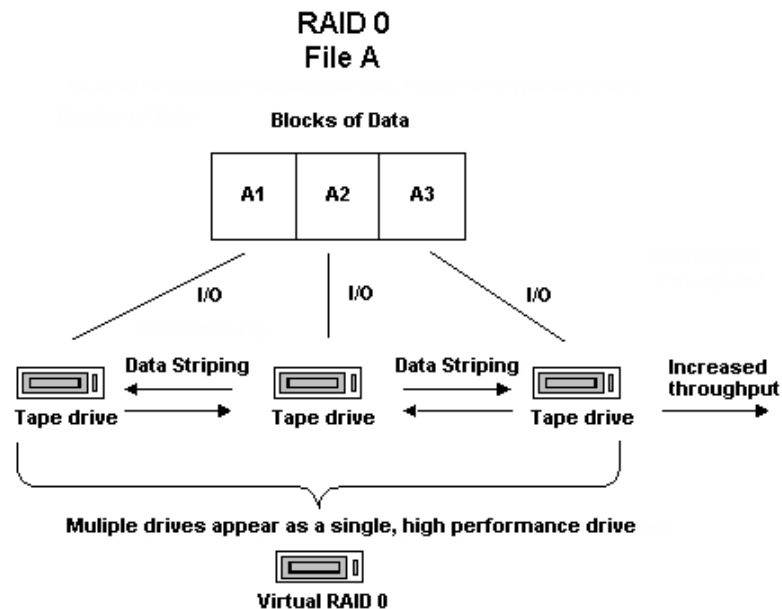 RAID 0
File A
Blocks of Data
A1 A2 A3
I/O I/O I/O
Data Striping Data Striping Increased
throughput
Tape drive Tape drive Tape drive
Muliple drives appear as a single, high performance drive
Virtual RAID 0